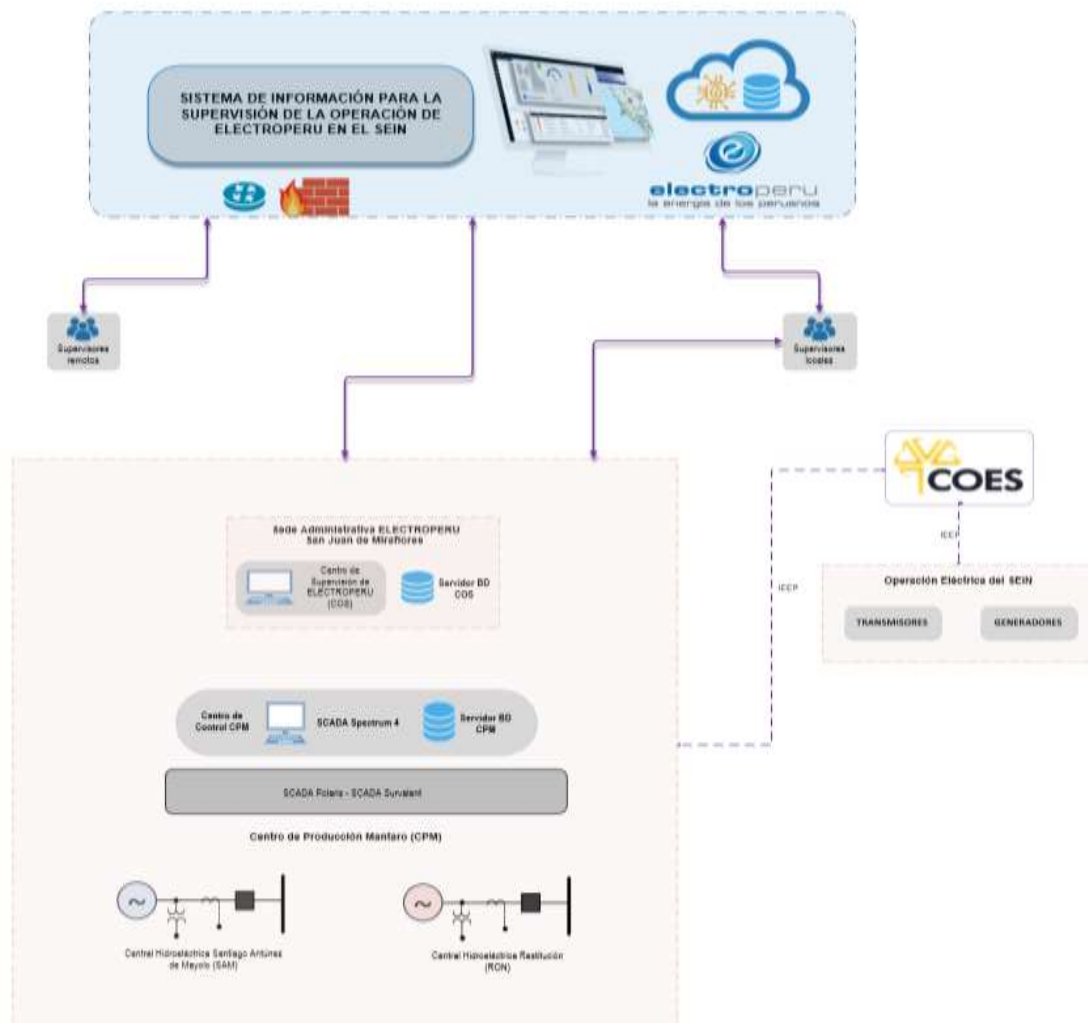 SISTEMA DE INFORMACIÓN PARA LA
SUPERVISIÓN DE LA OPERACIÓN DE
ELECTROPERU EN EL SEIN
electroperu
la energía de los peruanos
Supervisores
remotos
Supervisores
locales
COES
ICCP
ICCP
Sede Administrativa ELECTROPERU
San Juan de Miraflores
Centro de
Supervisión de
ELECTROPERU
(COS)
Servidor BD
COS
Operación Eléctrica del SEIN
TRANSMISORES
GENERADORES
Centro de
Control CPM
SCADA Spectrum 4
Servidor BD
CPM
SCADA Polaris - SCADA Survalent
Centro de Producción Mantaro (CPM)
Central Hidroeléctrica Santiago Antúnez
de Mayolo (SAM)
Central Hidroeléctrica Restitución
(RON)